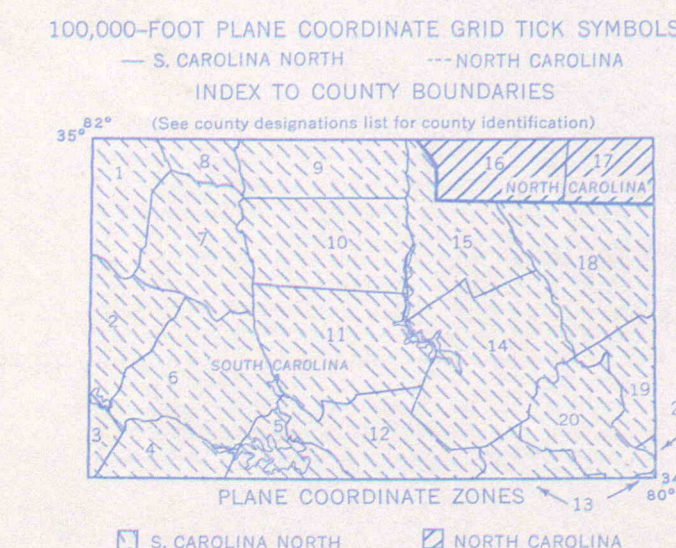 100,000–FOOT PLANE COORDINATE GRID TICK SYMBOLS
— S. CAROLINA NORTH --- NORTH CAROLINA
INDEX TO COUNTY BOUNDARIES
(See county designations list for county identification)
82°
35°
1 8 9 16 17
NORTH CAROLINA
7 10 15 18
2 11 14
SOUTH CAROLINA
6 19
3 4 5 12 20 2
34
80°
13
PLANE COORDINATE ZONES
S. CAROLINA NORTH NORTH CAROLINA